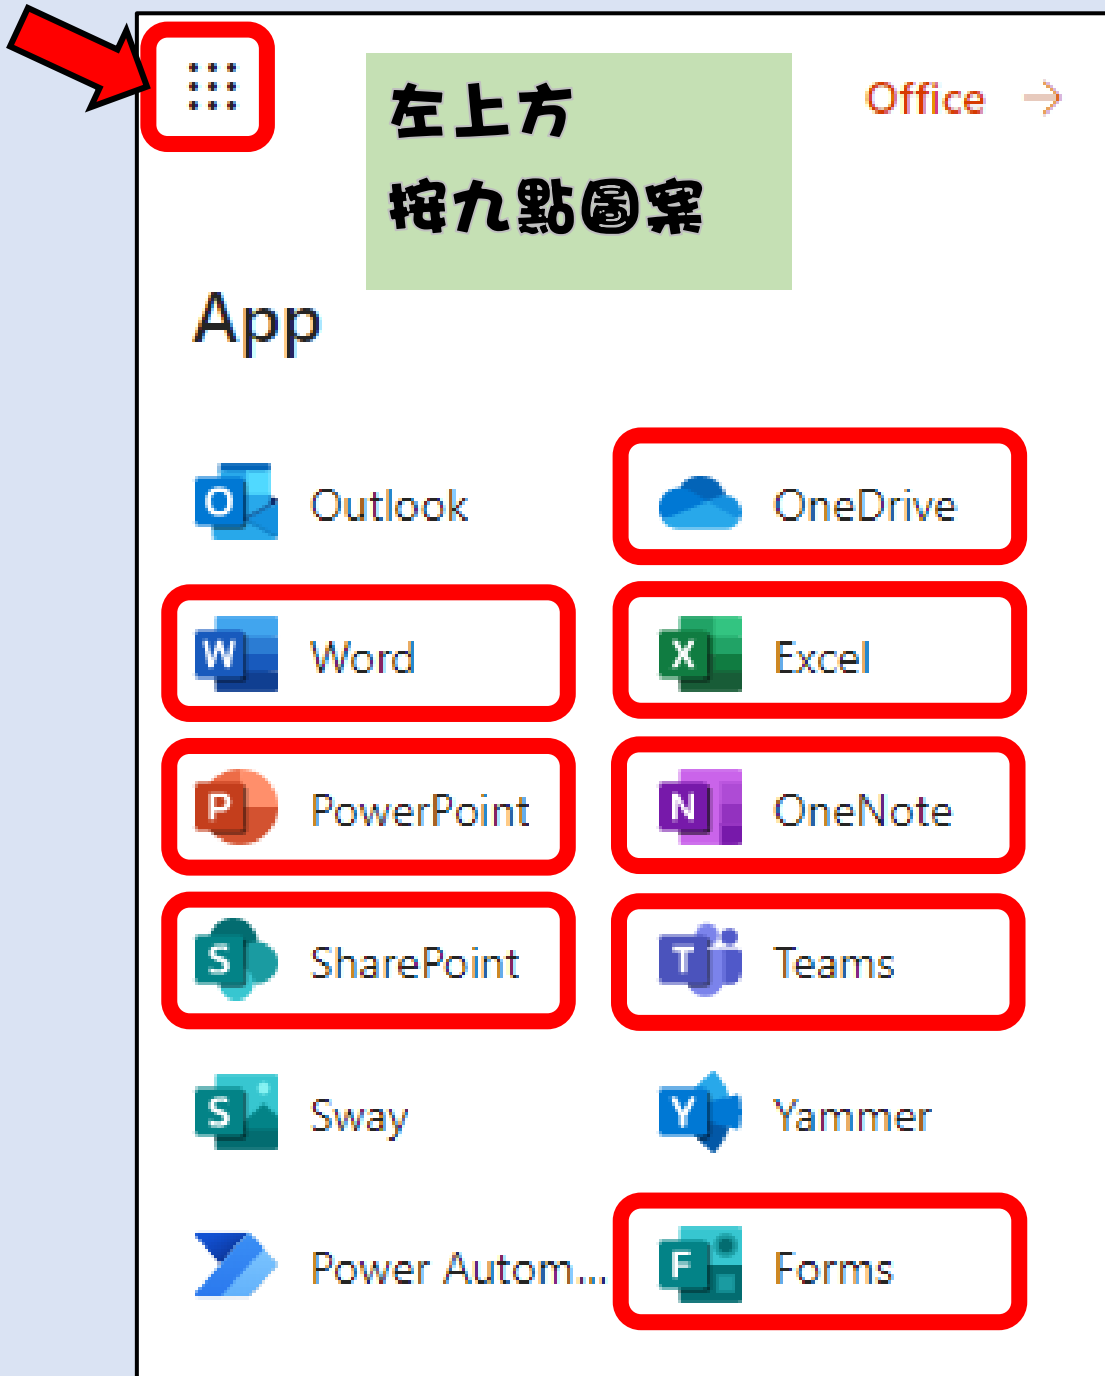 左上方
按九點圖案
Office →
App
Outlook
OneDrive
Word
Excel
PowerPoint
OneNote
SharePoint
Teams
Sway
Yammer
Power Autom...
Forms